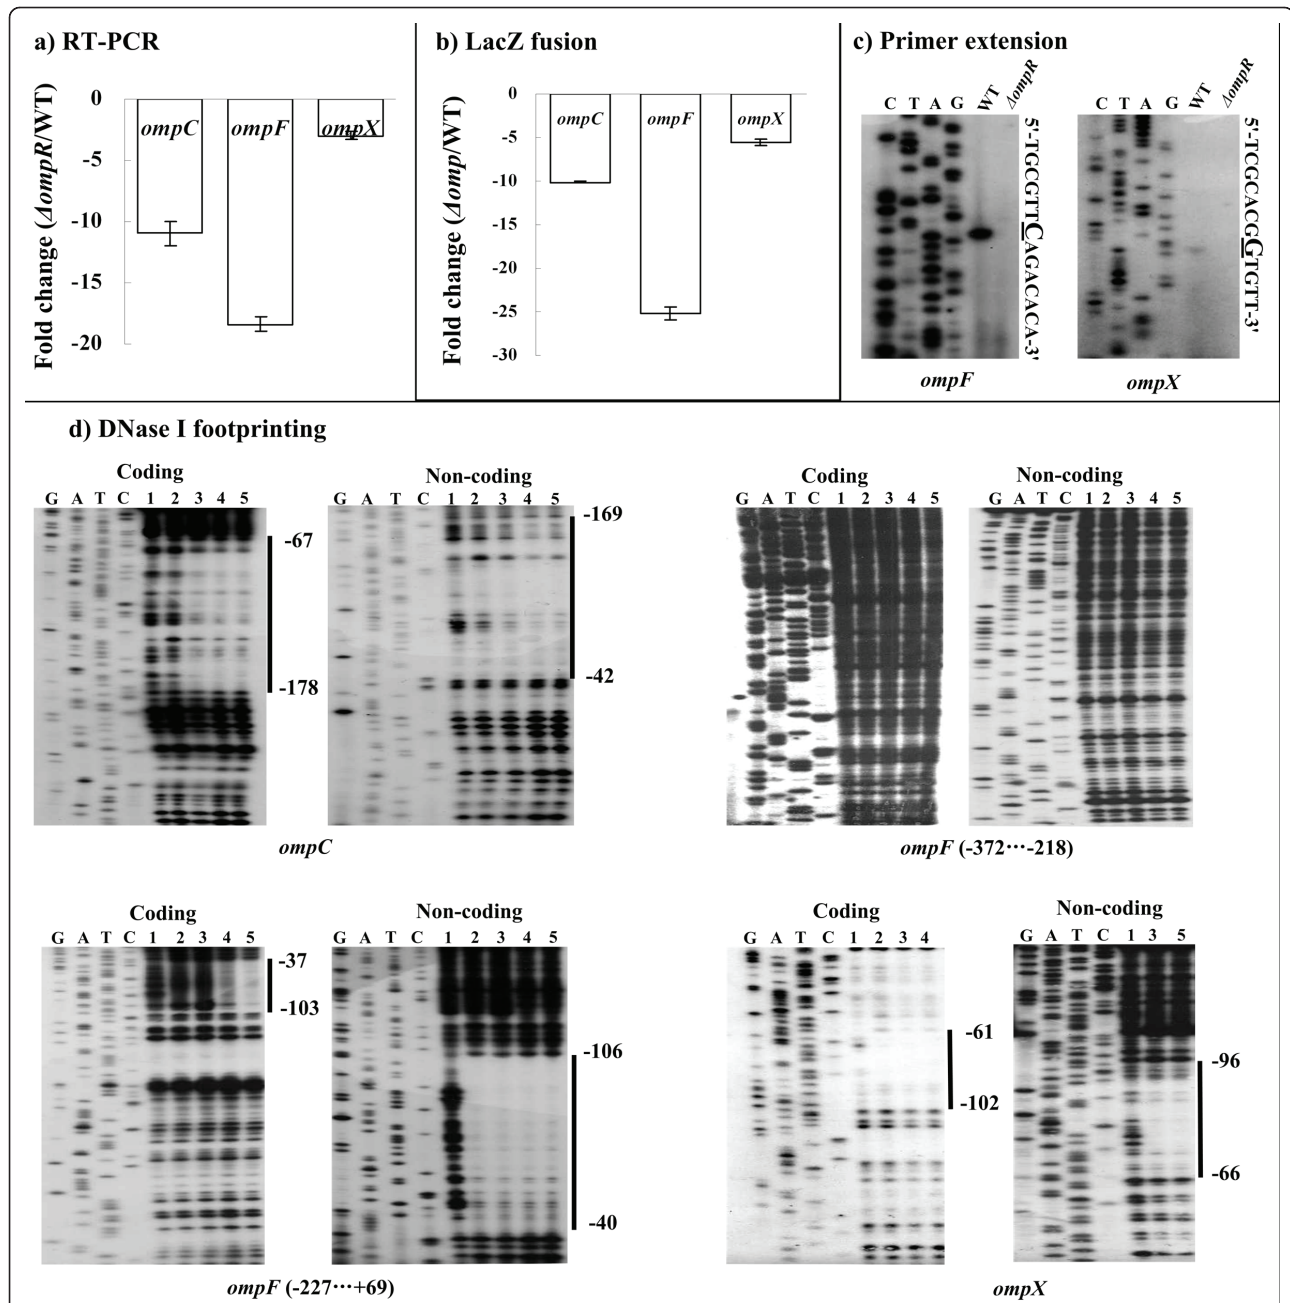 a) RT-PCR
Fold change (ΔompR/WT)
0
-5
-10
-15
-20
ompC ompF ompX
b) LacZ fusion
Fold change (Δomp/WT)
0
-5
-10
-15
-20
-25
-30
ompC ompF ompX
c) Primer extension
C T A G WT ΔompR
5'-TGCGTTCAGACACA-3'
ompF
C T A G WT ΔompR
5'-TCGCACGGTGTT-3'
ompX
d) DNase I footprinting
Coding
G A T C 1 2 3 4 5
-67
-178
Non-coding
G A T C 1 2 3 4 5
-169
-42
ompC
Coding
G A T C 1 2 3 4 5
Non-coding
G A T C 1 2 3 4 5
ompF (-372···-218)
Coding
G A T C 1 2 3 4 5
-37
-103
Non-coding
G A T C 1 2 3 4 5
-106
-40
ompF (-227···+69)
Coding
G A T C 1 2 3 4
-61
-102
Non-coding
G A T C 1 3 5
-96
-66
ompX